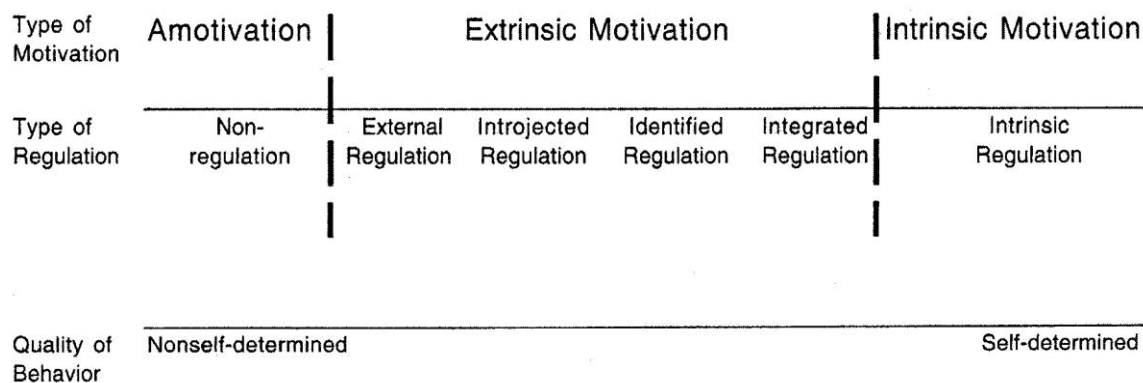 Type of Motivation Amotivation Extrinsic Motivation Intrinsic Motivation
Type of Regulation Non-regulation External Regulation Introjected Regulation Identified Regulation Integrated Regulation Intrinsic Regulation
Quality of Behavior Nonself-determined Self-determined